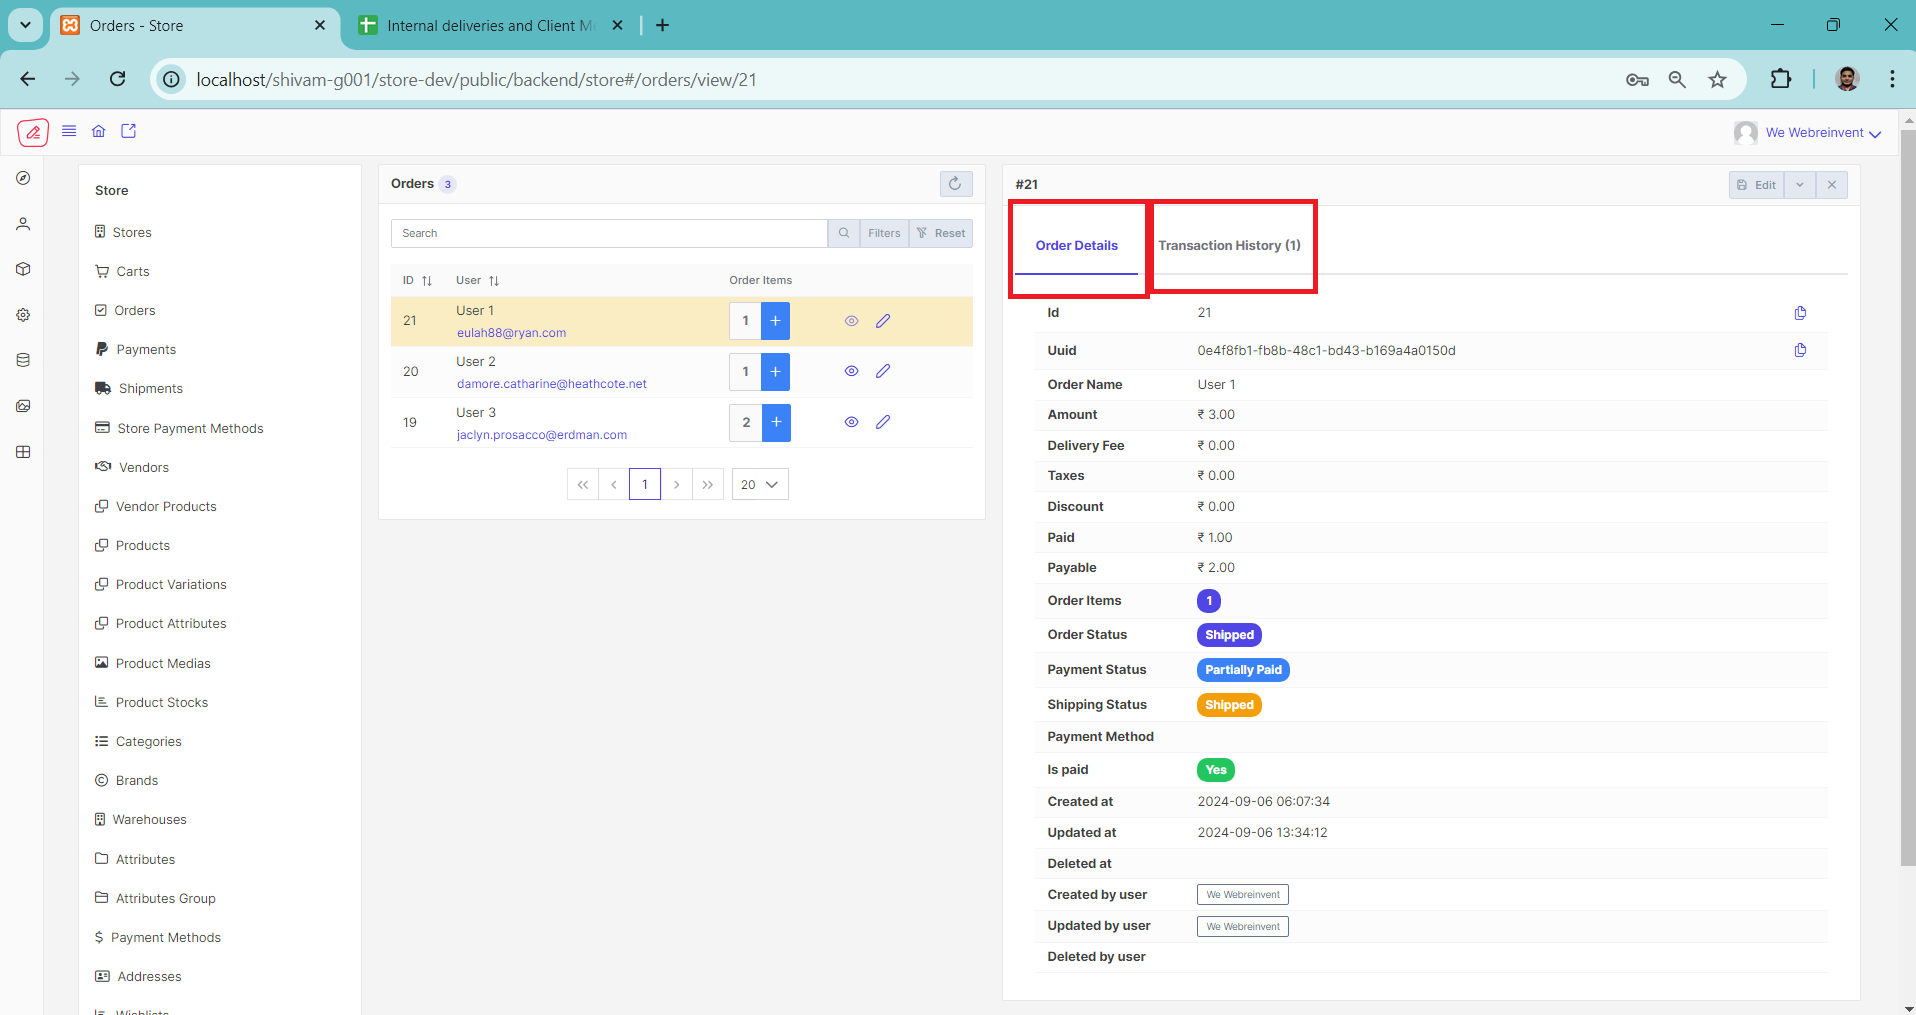 Orders - Store
Internal deliveries and Client M
localhost/shivam-g001/store-dev/public/backend/store#/orders/view/21
We Webreinvent
Store
Stores
Carts
Orders
Payments
Shipments
Store Payment Methods
Vendors
Vendor Products
Products
Product Variations
Product Attributes
Product Medias
Product Stocks
Categories
Brands
Warehouses
Attributes
Attributes Group
Payment Methods
Addresses
Wishlists
Orders 3
Search
Filters
Reset
ID User Order Items
21 User 1 1 +
eulah88@ryan.com
20 User 2 1 +
damore.catharine@heathcote.net
19 User 3 2 +
jaclyn.prosacco@erdman.com
<< < 1 > >> 20
#21
Edit
Order Details Transaction History (1)
Id 21
Uuid 0e4f8fb1-fb8b-48c1-bd43-b169a4a0150d
Order Name User 1
Amount ₹ 3.00
Delivery Fee ₹ 0.00
Taxes ₹ 0.00
Discount ₹ 0.00
Paid ₹ 1.00
Payable ₹ 2.00
Order Items 1
Order Status Shipped
Payment Status Partially Paid
Shipping Status Shipped
Payment Method
Is paid Yes
Created at 2024-09-06 06:07:34
Updated at 2024-09-06 13:34:12
Deleted at
Created by user We Webreinvent
Updated by user We Webreinvent
Deleted by user